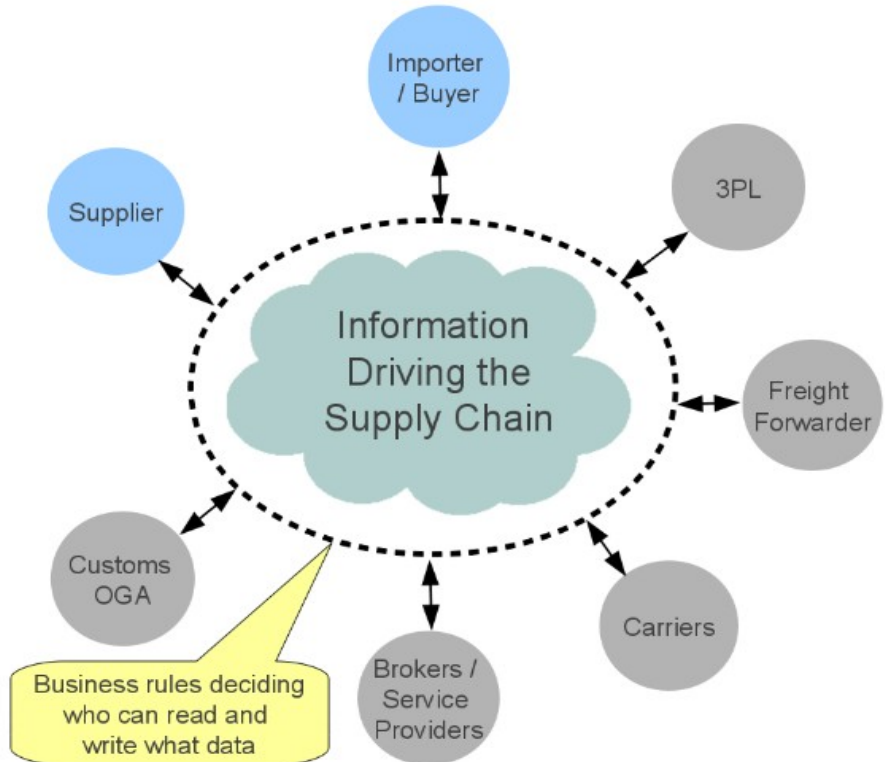 Importer
/ Buyer
3PL
Supplier
Information
Driving the
Supply Chain
Freight
Forwarder
Customs
OGA
Carriers
Brokers /
Service
Providers
Business rules deciding
who can read and
write what data